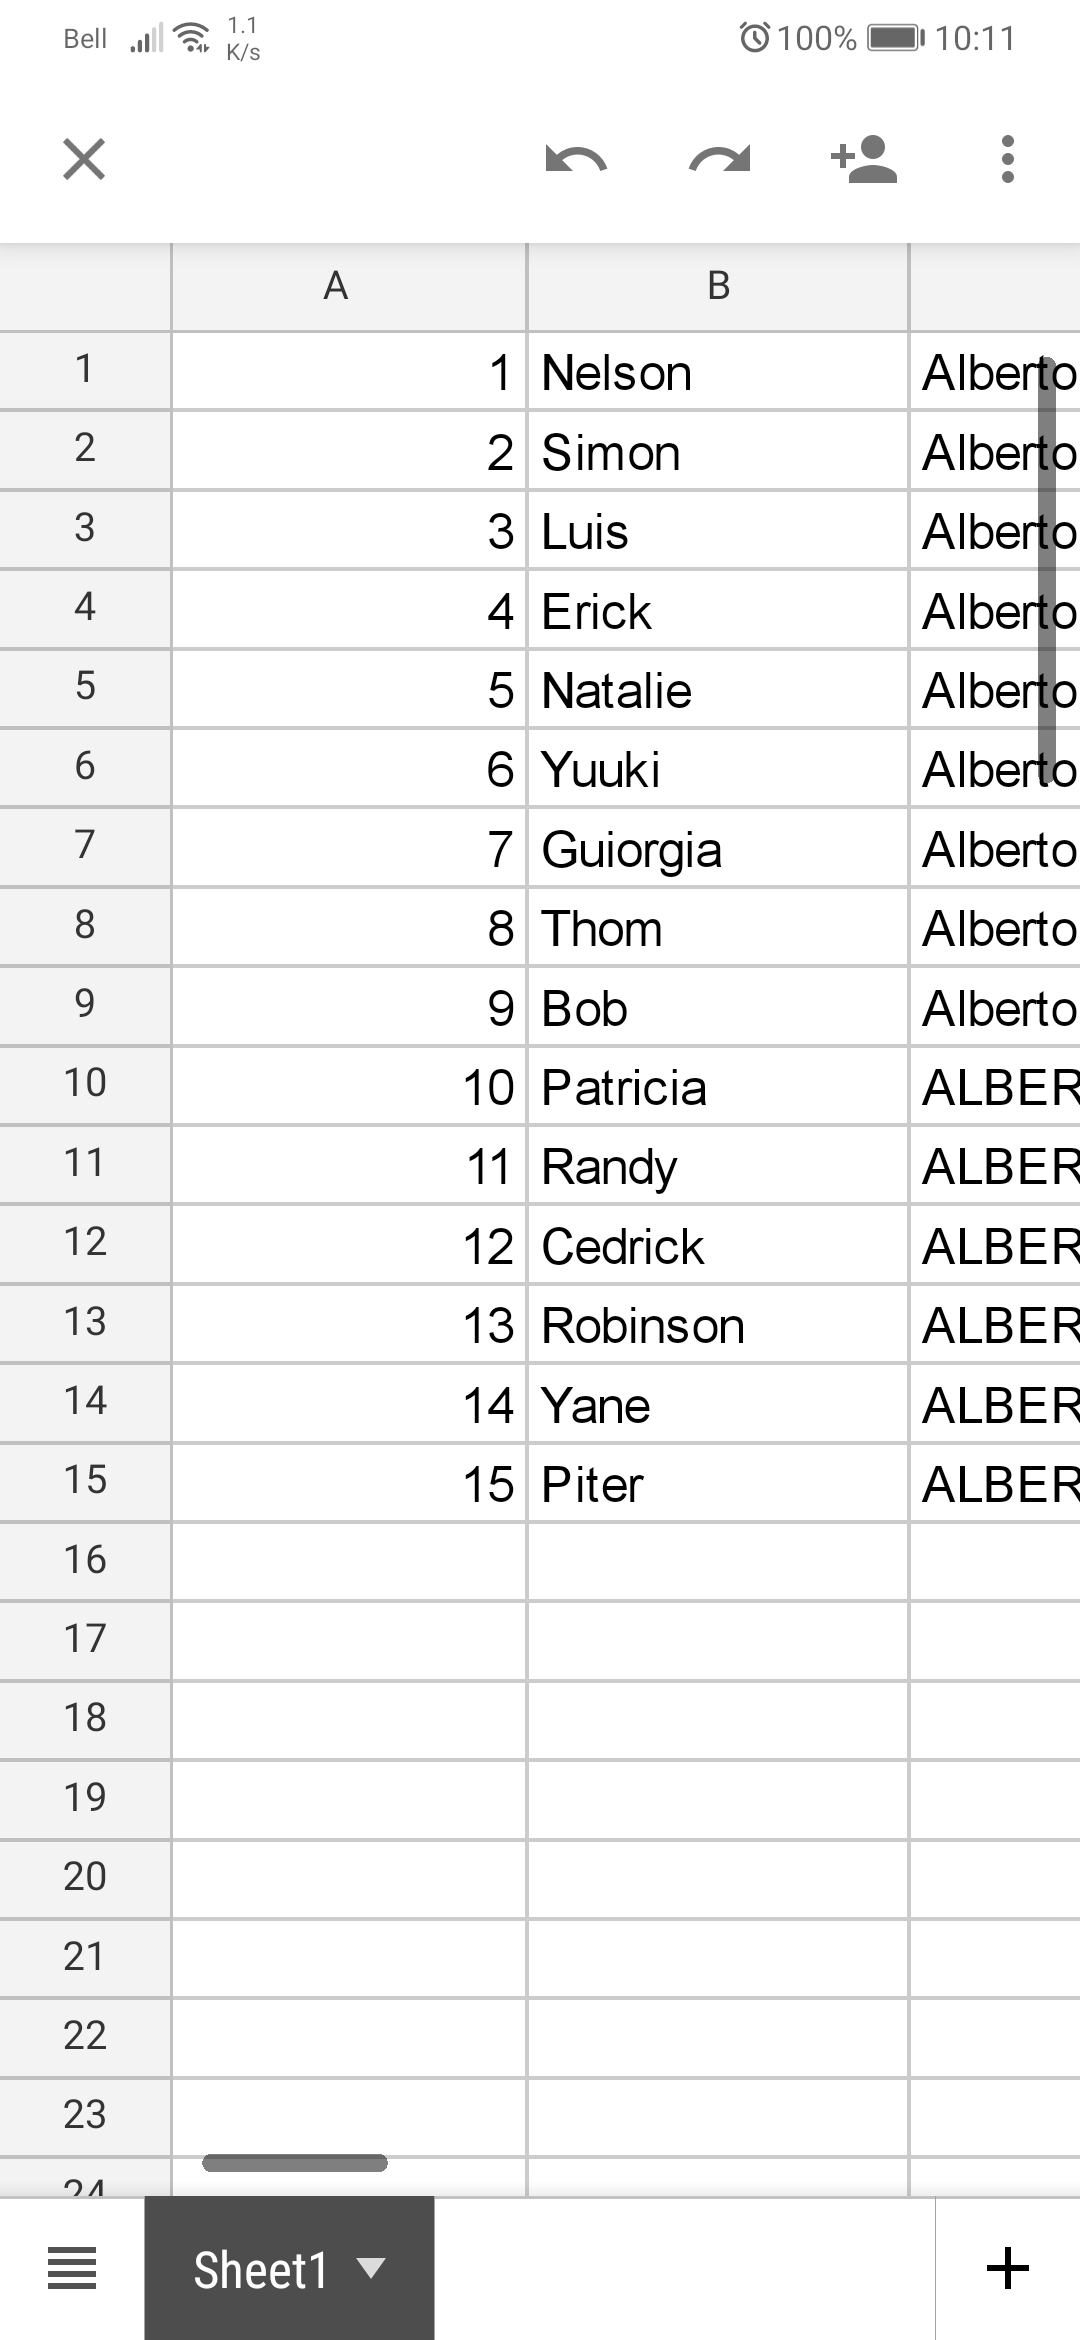 Bell 1.1 K/s 100% 10:11
A B
1 1 Nelson Alberto
2 2 Simon Alberto
3 3 Luis Alberto
4 4 Erick Alberto
5 5 Natalie Alberto
6 6 Yuuki Alberto
7 7 Guiorgia Alberto
8 8 Thom Alberto
9 9 Bob Alberto
10 10 Patricia ALBER
11 11 Randy ALBER
12 12 Cedrick ALBER
13 13 Robinson ALBER
14 14 Yane ALBER
15 15 Piter ALBER
16
17
18
19
20
21
22
23
24
Sheet1